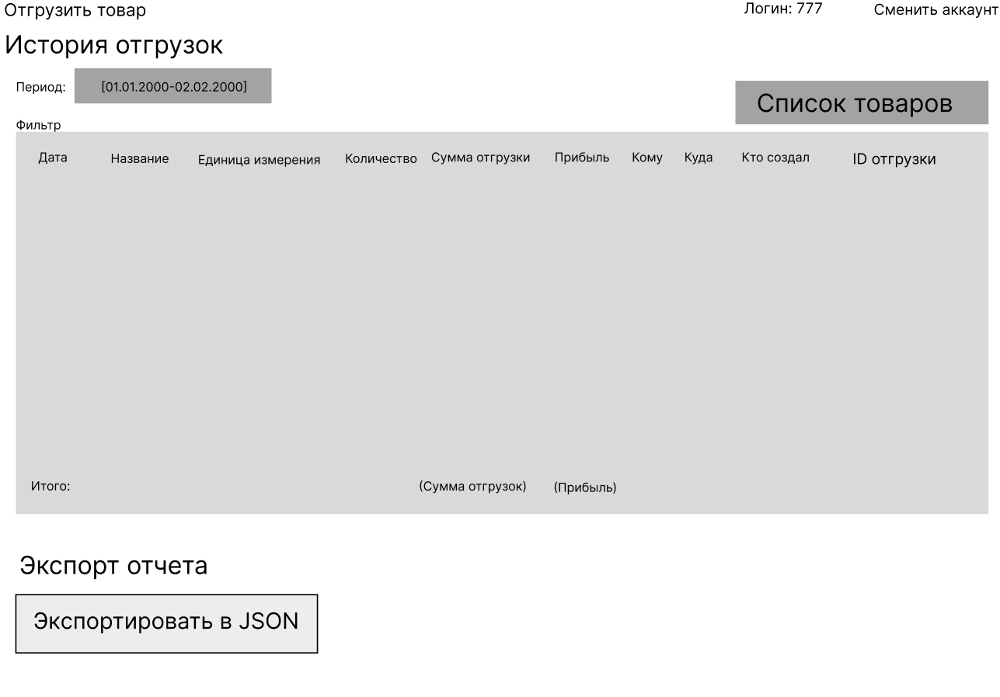 Отгрузить товар Логин: 777 Сменить аккаунт
История отгрузок
Период: [01.01.2000-02.02.2000]
Список товаров
Фильтр
Дата Название Единица измерения Количество Сумма отгрузки Прибыль Кому Куда Кто создал ID отгрузки
Итого: (Сумма отгрузок) (Прибыль)
Экспорт отчета
Экспортировать в JSON